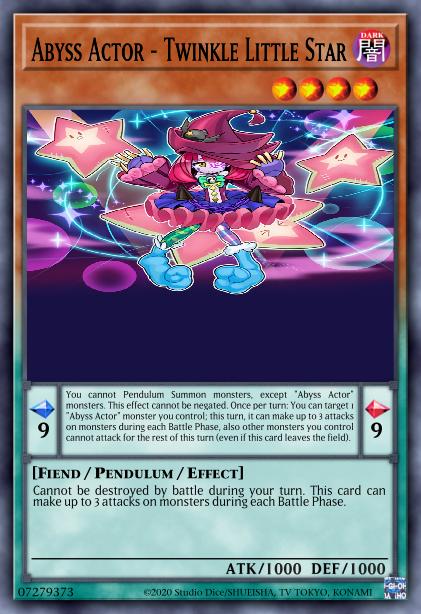 Abyss Actor - Twinkle Little Star
DARK
闇
You cannot Pendulum Summon monsters, except "Abyss Actor"
monsters. This effect cannot be negated. Once per turn: You can target 1
"Abyss Actor" monster you control; this turn, it can make up to 3 attacks
on monsters during each Battle Phase, also other monsters you control
cannot attack for the rest of this turn (even if this card leaves the field).
9
9
[Fiend / Pendulum / Effect]
Cannot be destroyed by battle during your turn. This card can
make up to 3 attacks on monsters during each Battle Phase.
ATK/1000 DEF/1000
07279373
©2020 Studio Dice/SHUEISHA, TV TOKYO, KONAMI